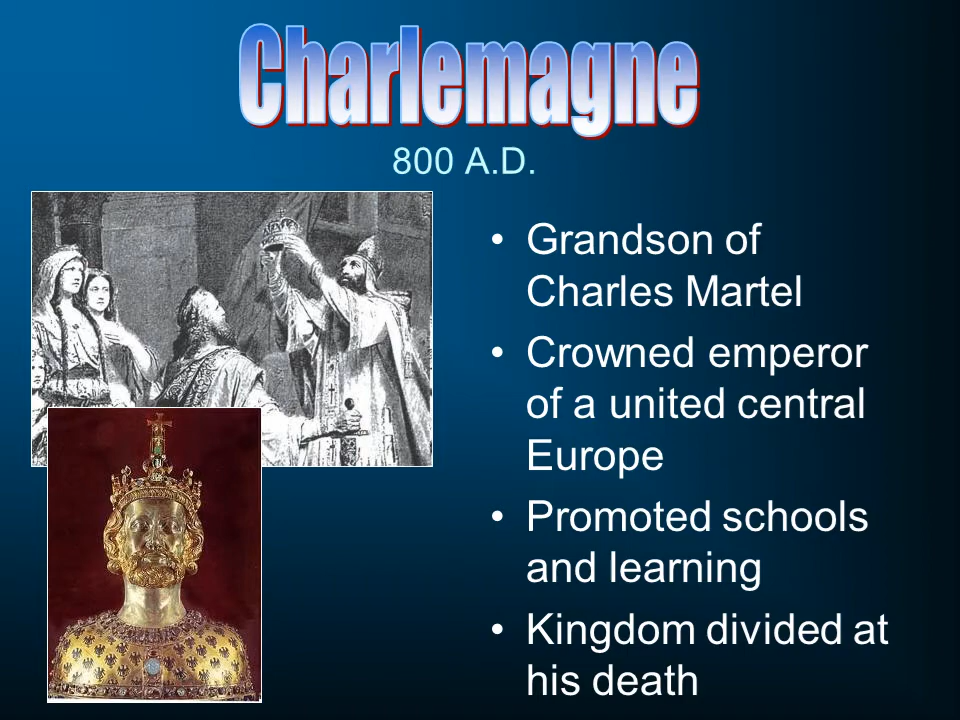 Charlemagne
800 A.D.
• Grandson of
Charles Martel
• Crowned emperor
of a united central
Europe
• Promoted schools
and learning
• Kingdom divided at
his death